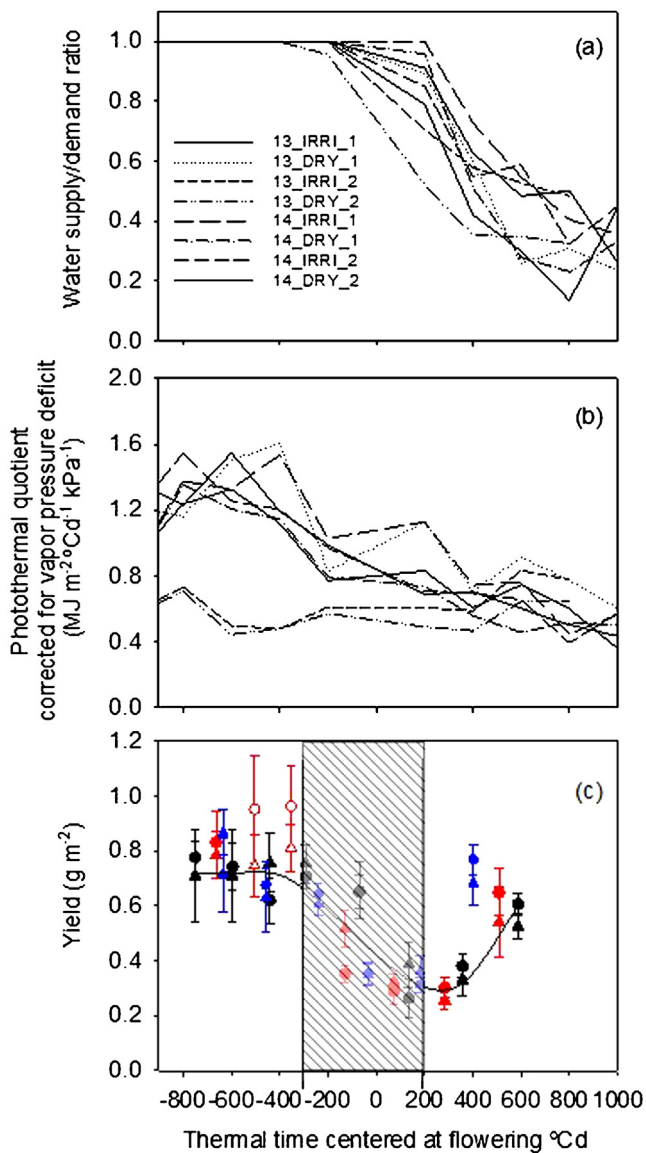 (a)
Water supply/demand ratio
1.0
0.8
0.6
0.4
0.2
0.0
13_IRRI_1
13_DRY_1
13_IRRI_2
13_DRY_2
14_IRRI_1
14_DRY_1
14_IRRI_2
14_DRY_2
(b)
Photothermal quotient
corrected for vapor pressure deficit
(MJ m⁻²ºCd⁻¹ kPa⁻¹)
2.0
1.6
1.2
0.8
0.4
0.0
(c)
Yield (g m⁻²)
1.2
1.0
0.8
0.6
0.4
0.2
0.0
-800 -600 -400 -200 0 200 400 600 800 1000
Thermal time centered at flowering ºCd